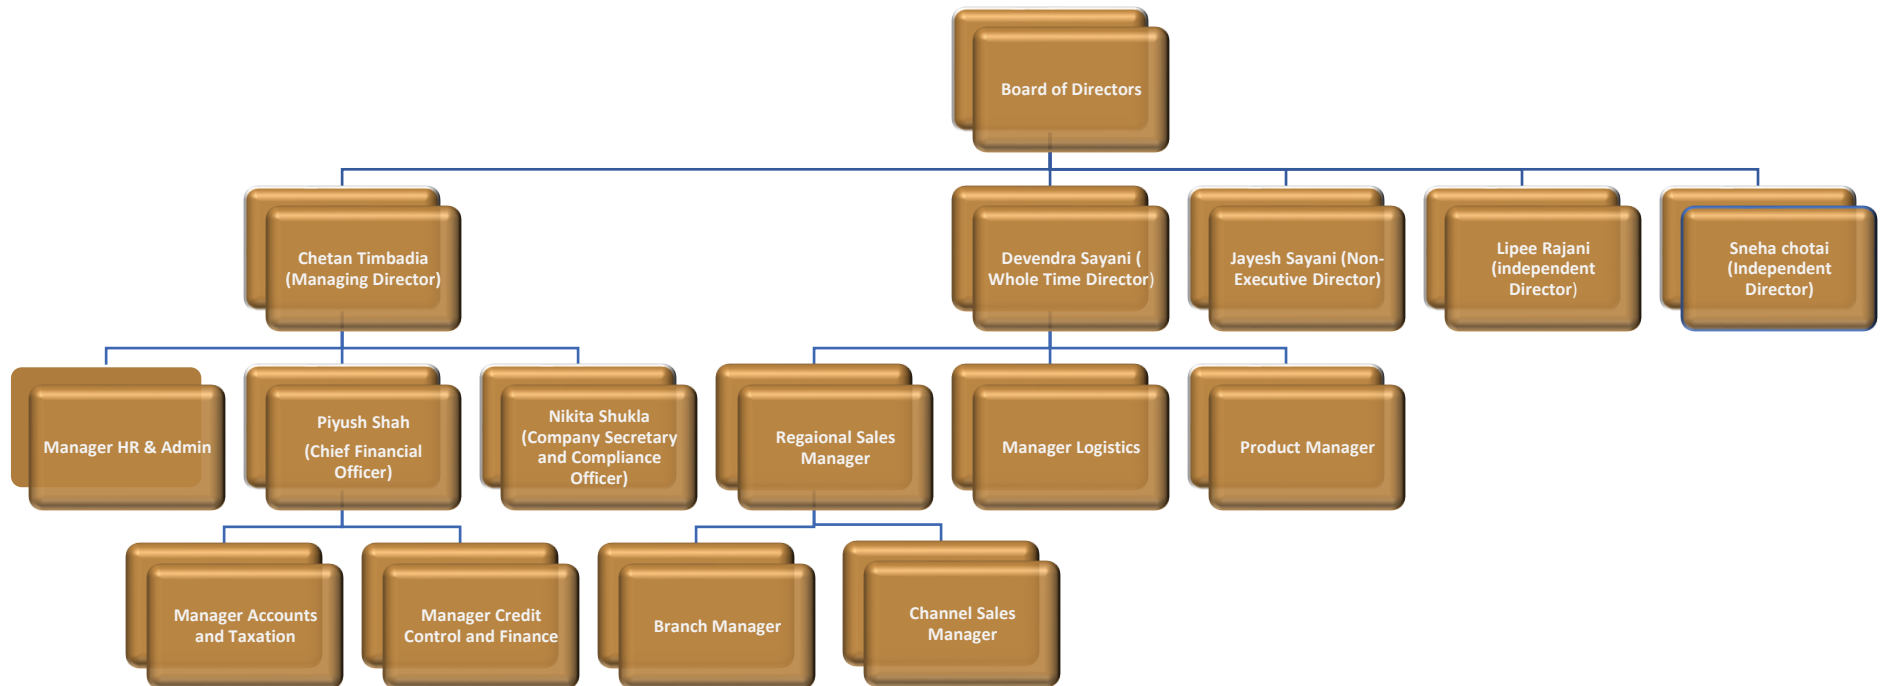 Board of Directors
Chetan Timbadia
(Managing Director)
Devendra Sayani (
Whole Time Director)
Jayesh Sayani (Non-
Executive Director)
Lipee Rajani
(independent
Director)
Sneha chotai
(Independent
Director)
Manager HR & Admin
Piyush Shah
(Chief Financial
Officer)
Nikita Shukla
(Company Secretary
and Compliance
Officer)
Regaional Sales
Manager
Manager Logistics
Product Manager
Manager Accounts
and Taxation
Manager Credit
Control and Finance
Branch Manager
Channel Sales
Manager